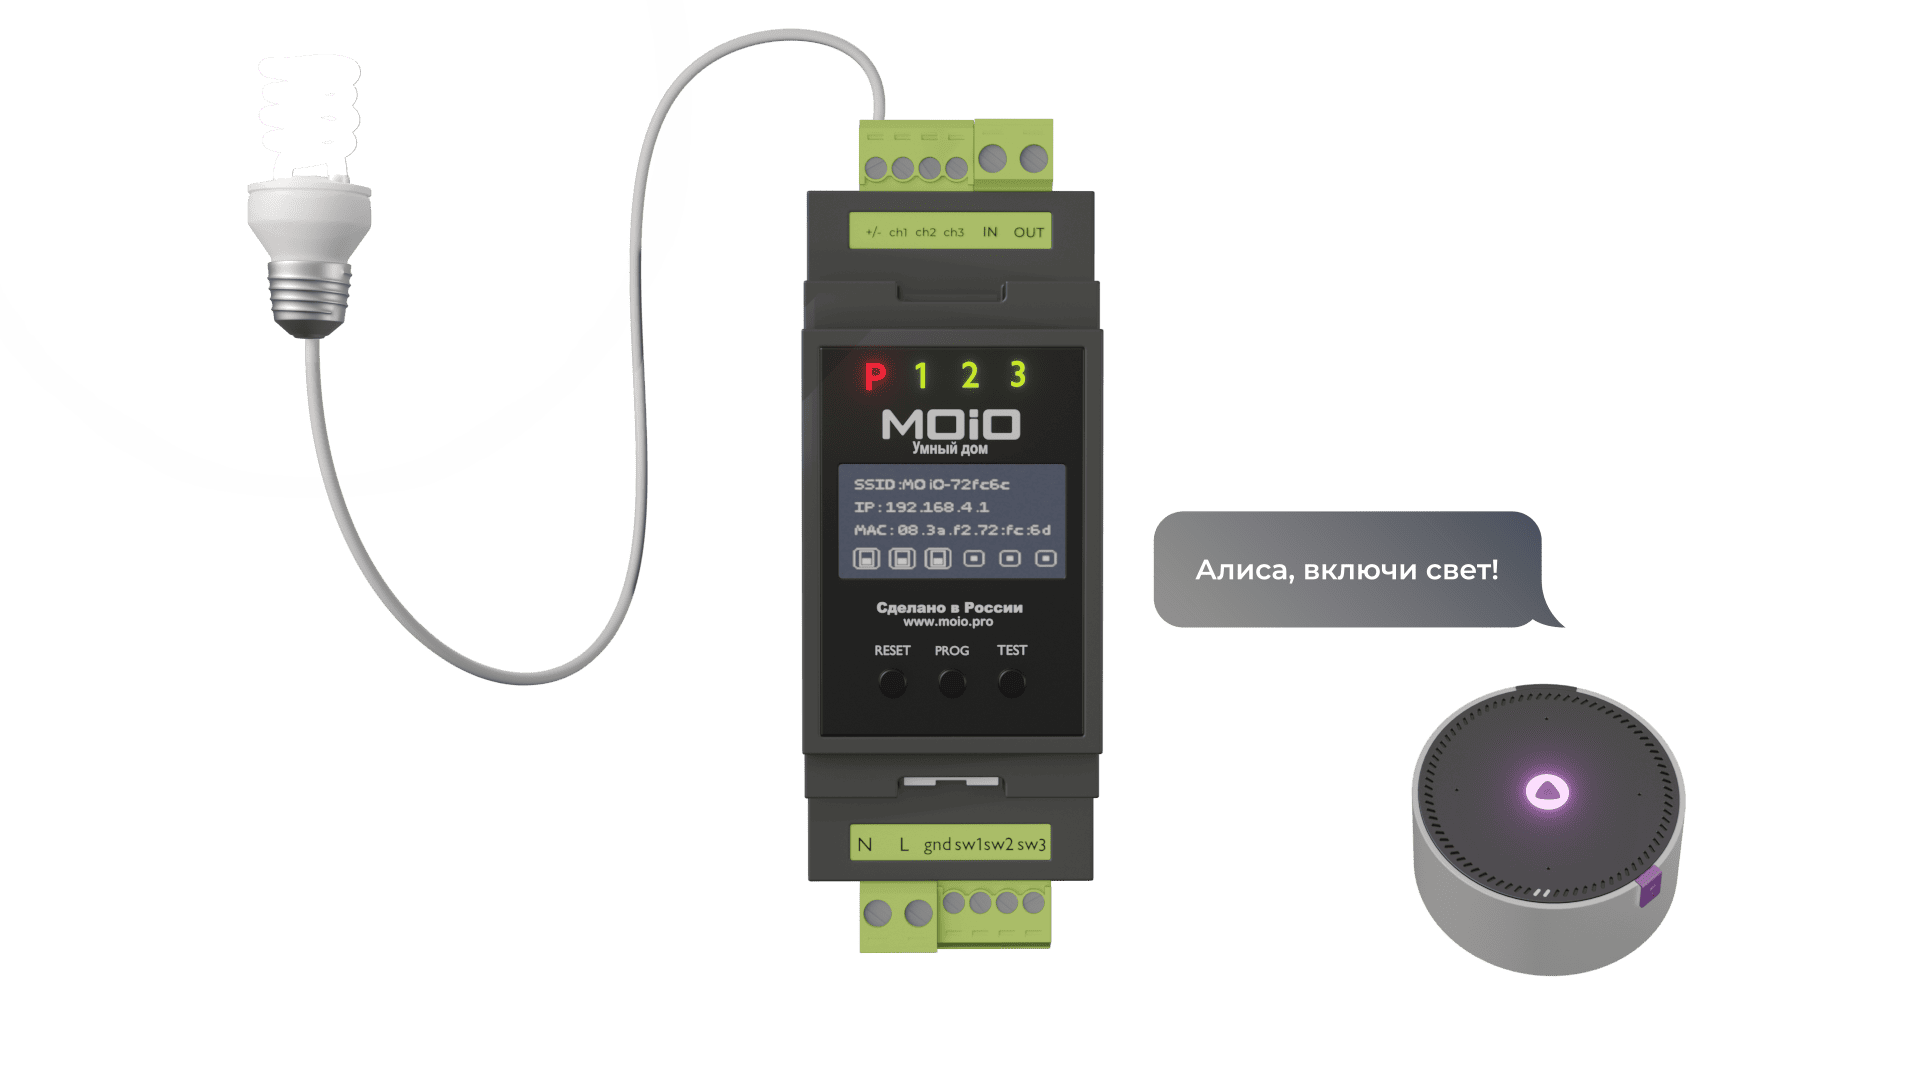 +/- ch1 ch2 ch3 IN OUT
P 1 2 3
MOiO
Умный дом
SSID:MOiO-72fc6c
IP:192.168.4.1
MAC:08.3a.f2.72:fc:6d
Сделано в России
www.moio.pro
RESET PROG TEST
N L gnd sw1 sw2 sw3
Алиса, включи свет!